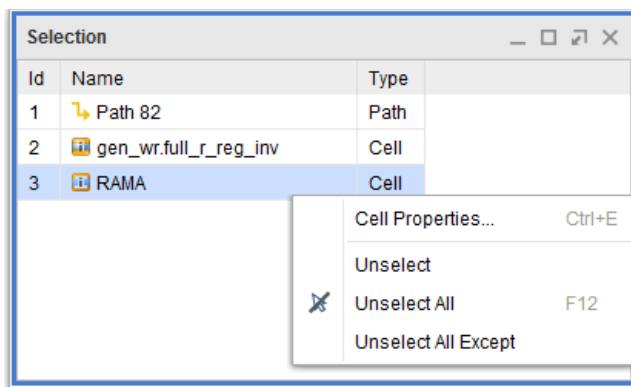 Selection
Id Name Type
1 Path 82 Path
2 gen_wr.full_r_reg_inv Cell
3 RAMA Cell
Cell Properties... Ctrl+E
Unselect
Unselect All F12
Unselect All Except